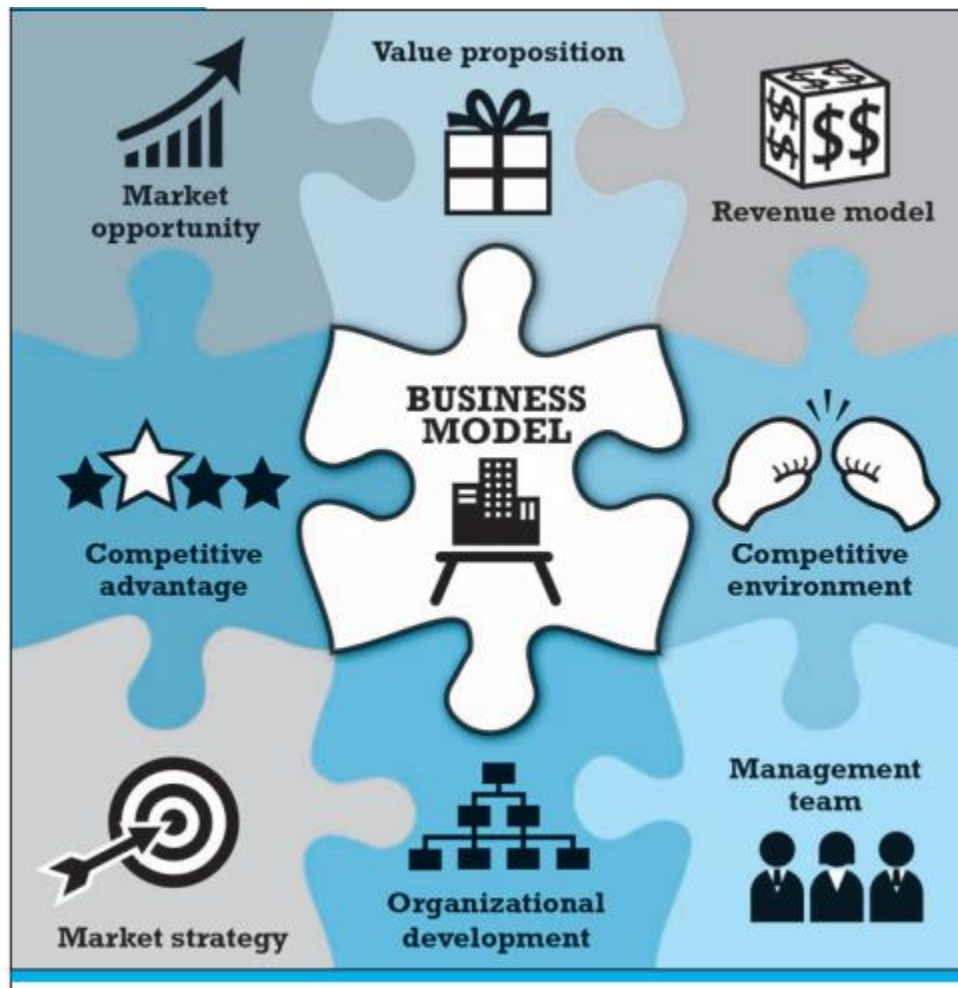 Value proposition
Market
opportunity
$$
$
$
$$
Revenue model
BUSINESS
MODEL
Competitive
advantage
Competitive
environment
Market strategy
Organizational
development
Management
team